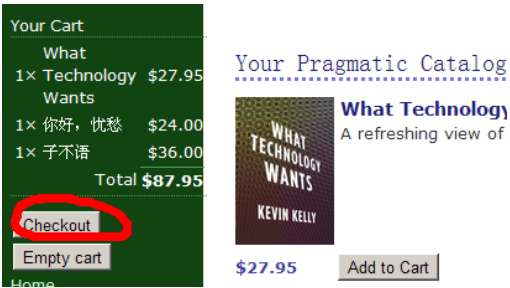 Your Cart
What
1× Technology $27.95
Wants
1× 你好，忧愁 $24.00
1× 子不语 $36.00
Total $87.95
Checkout
Empty cart
Home
Your Pragmatic Catalog
What Technology
A refreshing view of
WHAT
TECHNOLOGY
WANTS
KEVIN KELLY
$27.95 Add to Cart